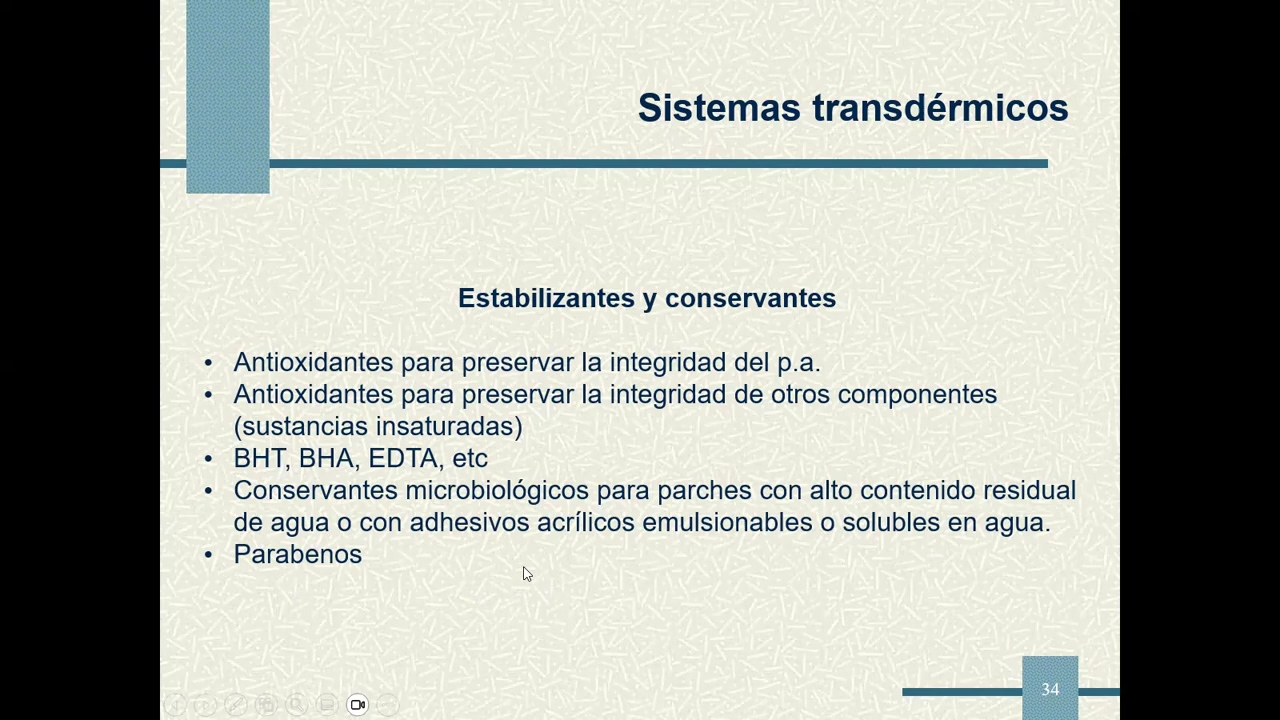 Sistemas transdérmicos
Estabilizantes y conservantes
• Antioxidantes para preservar la integridad del p.a.
• Antioxidantes para preservar la integridad de otros componentes
(sustancias insaturadas)
• BHT, BHA, EDTA, etc
• Conservantes microbiológicos para parches con alto contenido residual
de agua o con adhesivos acrílicos emulsionables o solubles en agua.
• Parabenos
34